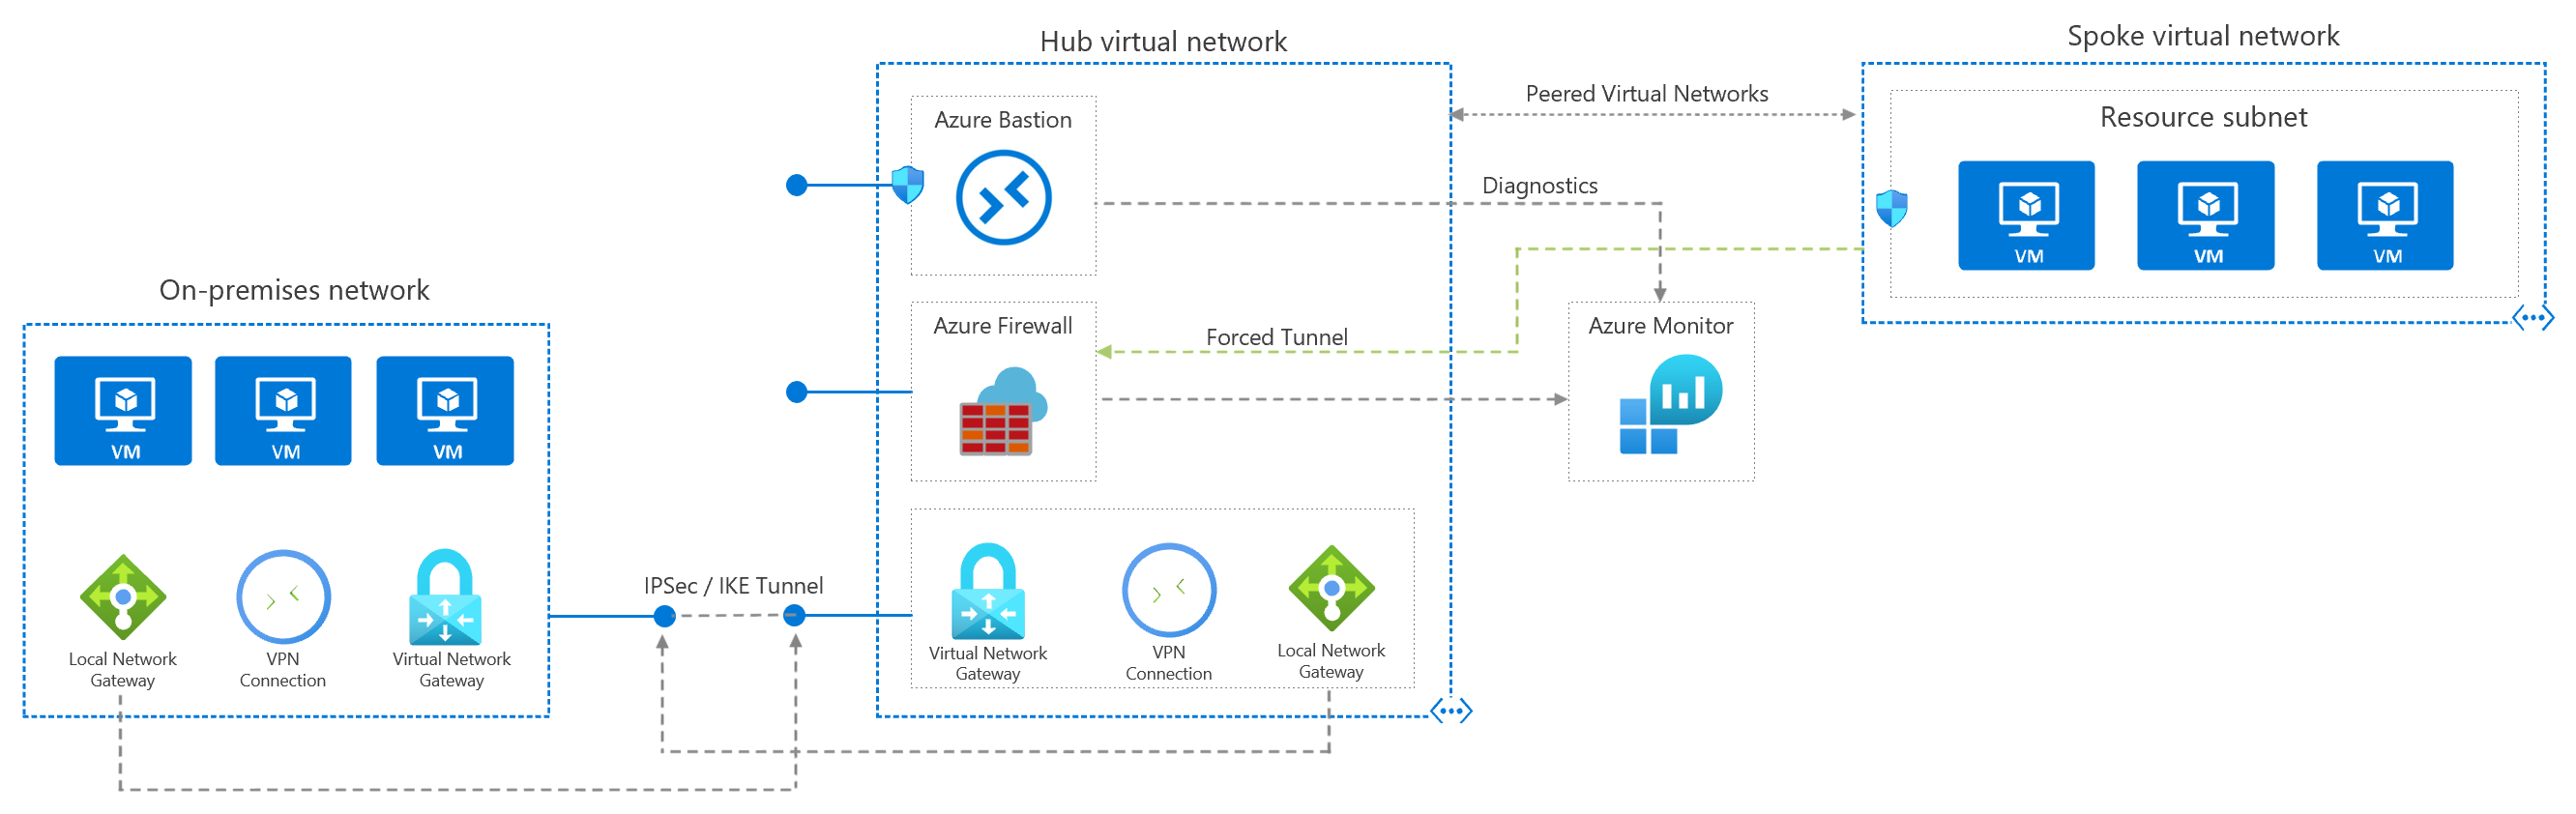 Hub virtual network
Spoke virtual network
Azure Bastion
Peered Virtual Networks
Resource subnet
Diagnostics
VM
VM
VM
On-premises network
Azure Firewall
Forced Tunnel
Azure Monitor
VM
VM
VM
IPSec / IKE Tunnel
Local Network
Gateway
VPN
Connection
Virtual Network
Gateway
Virtual Network
Gateway
VPN
Connection
Local Network
Gateway